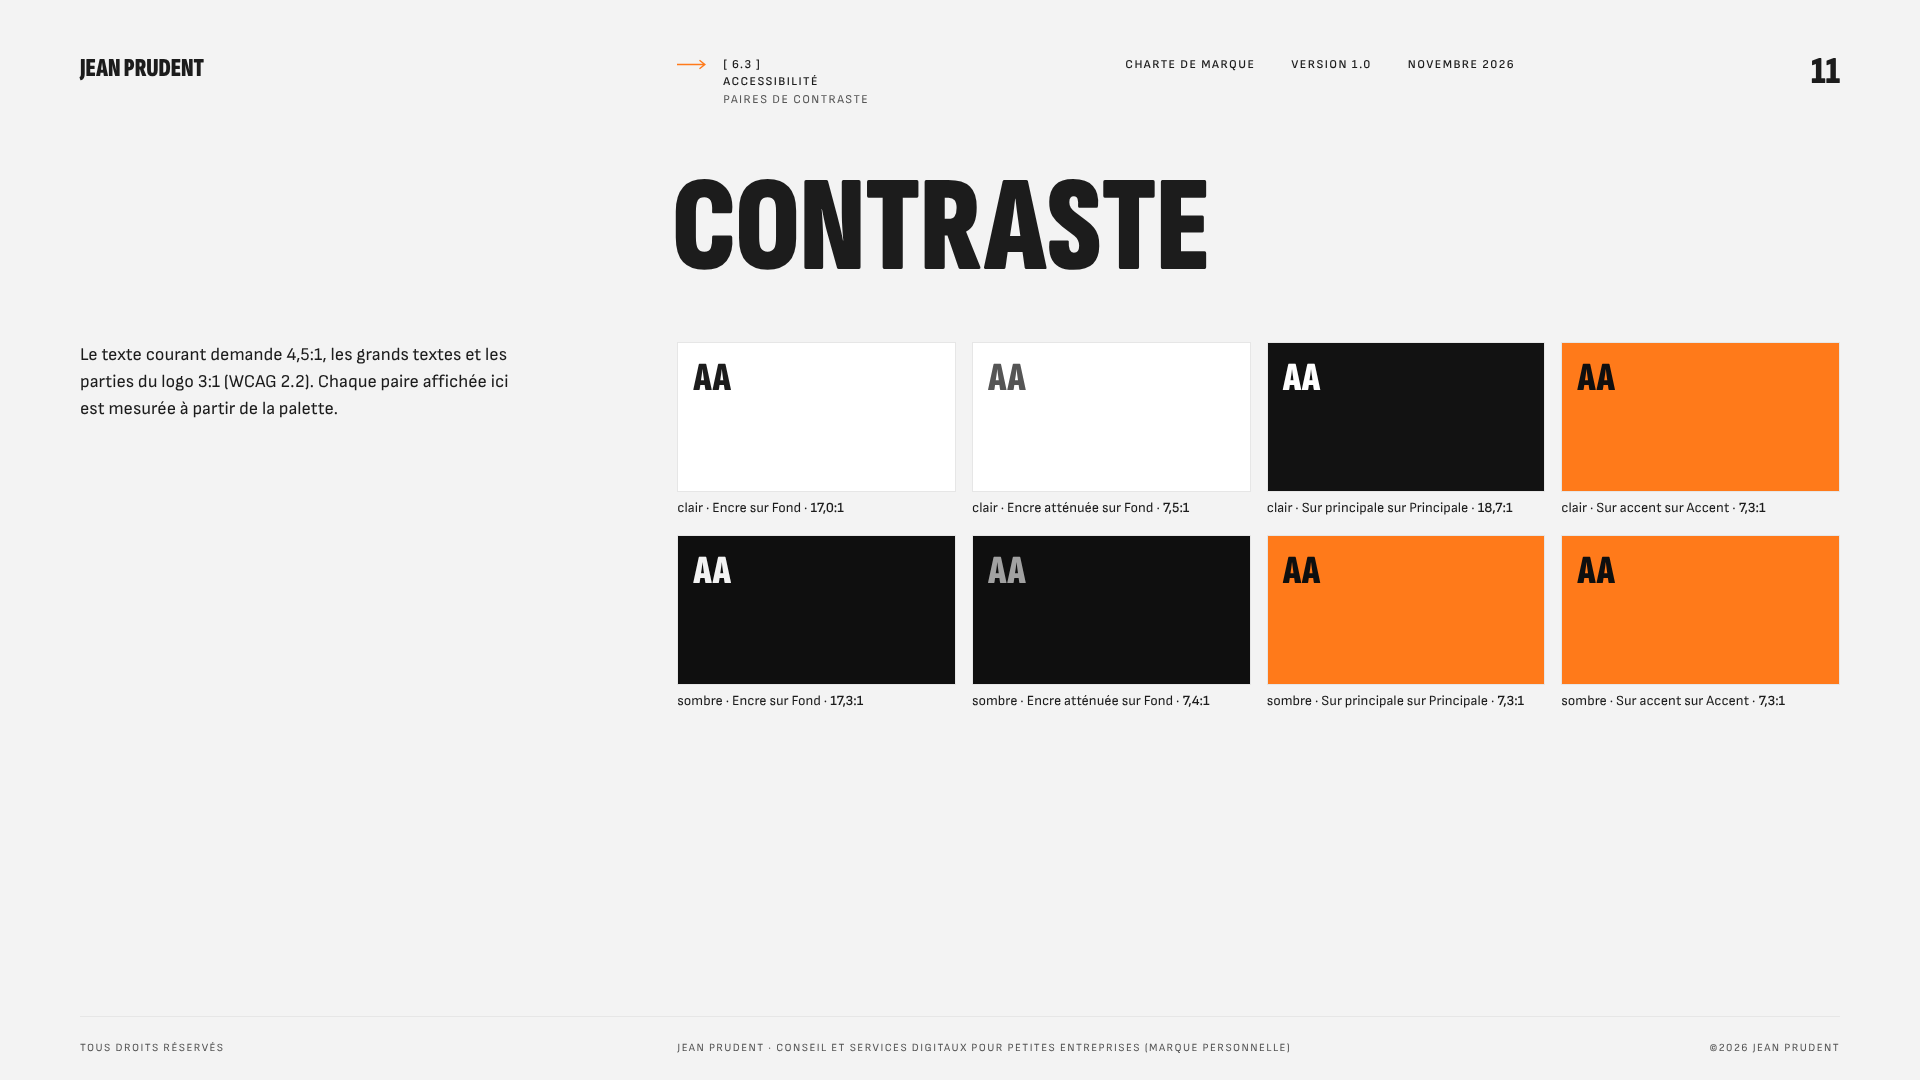 JEAN PRUDENT
[ 6.3 ]
ACCESSIBILITÉ
PAIRES DE CONTRASTE
CHARTE DE MARQUE
VERSION 1.0
NOVEMBRE 2026
11
CONTRASTE
Le texte courant demande 4,5:1, les grands textes et les
parties du logo 3:1 (WCAG 2.2). Chaque paire affichée ici
est mesurée à partir de la palette.
AA
AA
AA
AA
clair · Encre sur Fond · 17,0:1
clair · Encre atténuée sur Fond · 7,5:1
clair · Sur principale sur Principale · 18,7:1
clair · Sur accent sur Accent · 7,3:1
AA
AA
AA
AA
sombre · Encre sur Fond · 17,3:1
sombre · Encre atténuée sur Fond · 7,4:1
sombre · Sur principale sur Principale · 7,3:1
sombre · Sur accent sur Accent · 7,3:1
TOUS DROITS RÉSERVÉS
JEAN PRUDENT · CONSEIL ET SERVICES DIGITAUX POUR PETITES ENTREPRISES (MARQUE PERSONNELLE)
©2026 JEAN PRUDENT